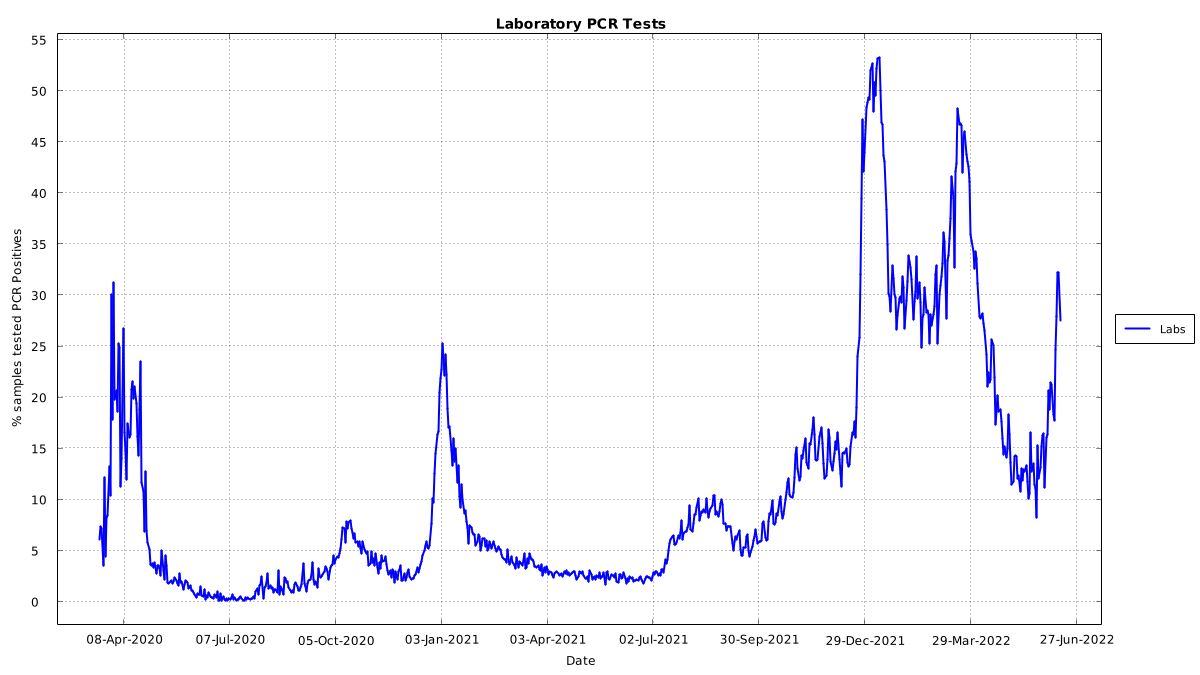 Laboratory PCR Tests
55
50
45
40
35
30
25
20
15
10
5
0
% samples tested PCR Positives
08-Apr-2020 07-Jul-2020 05-Oct-2020 03-Jan-2021 03-Apr-2021 02-Jul-2021 30-Sep-2021 29-Dec-2021 29-Mar-2022 27-Jun-2022
Date
Labs